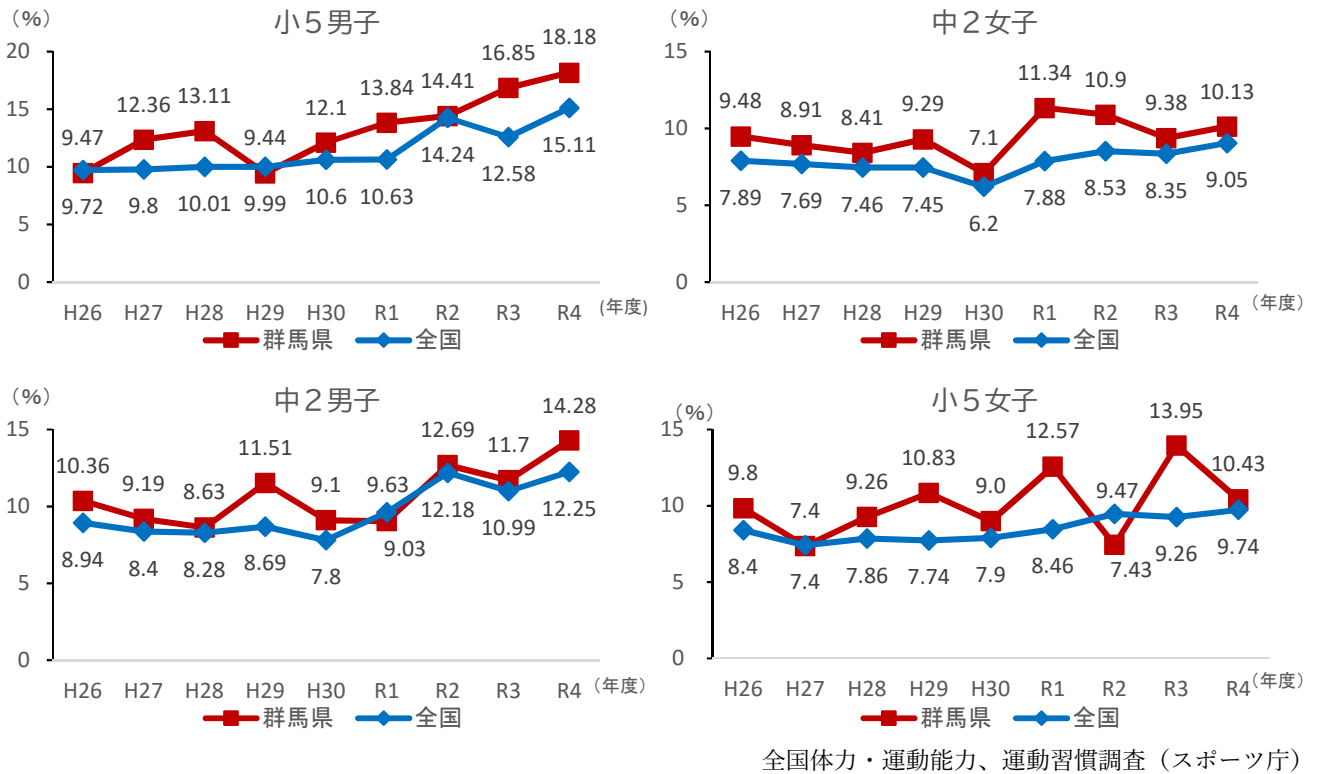 (%)
小５男子
20
15
10
5
0
9.47 12.36 13.11 9.44 12.1 13.84 14.41 16.85 18.18
9.72 9.8 10.01 9.99 10.6 10.63 14.24 12.58 15.11
H26 H27 H28 H29 H30 R1 R2 R3 R4 (年度)
群馬県 全国
(%)
中２女子
15
10
5
0
9.48 8.91 8.41 9.29 7.1 11.34 10.9 9.38 10.13
7.89 7.69 7.46 7.45 6.2 7.88 8.53 8.35 9.05
H26 H27 H28 H29 H30 R1 R2 R3 R4 （年度）
群馬県 全国
（%）
中２男子
15
10
5
0
10.36 9.19 8.63 11.51 9.1 9.63 12.69 11.7 14.28
8.94 8.4 8.28 8.69 7.8 9.03 12.18 10.99 12.25
H26 H27 H28 H29 H30 R1 R2 R3 R4 （年度）
群馬県 全国
（%）
小５女子
15
10
5
0
9.8 7.4 9.26 10.83 9.0 12.57 9.47 13.95 10.43
8.4 7.4 7.86 7.74 7.9 8.46 7.43 9.26 9.74
H26 H27 H28 H29 H30 R1 R2 R3 R4 （年度）
群馬県 全国
全国体力・運動能力、運動習慣調査（スポーツ庁）